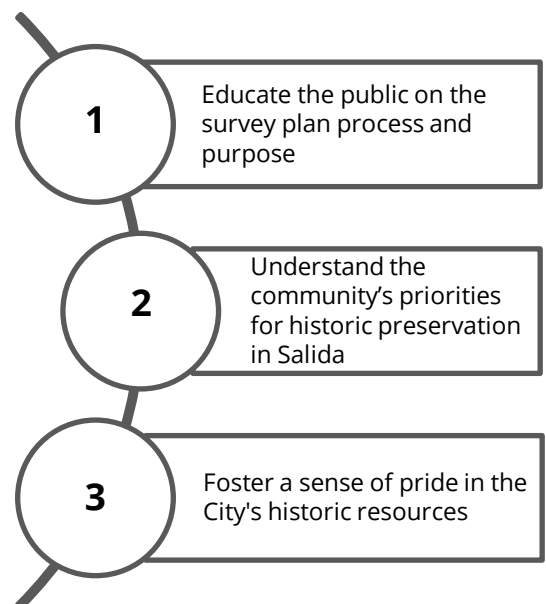 1
Educate the public on the
survey plan process and
purpose
2
Understand the
community’s priorities
for historic preservation
in Salida
3
Foster a sense of pride in the
City's historic resources